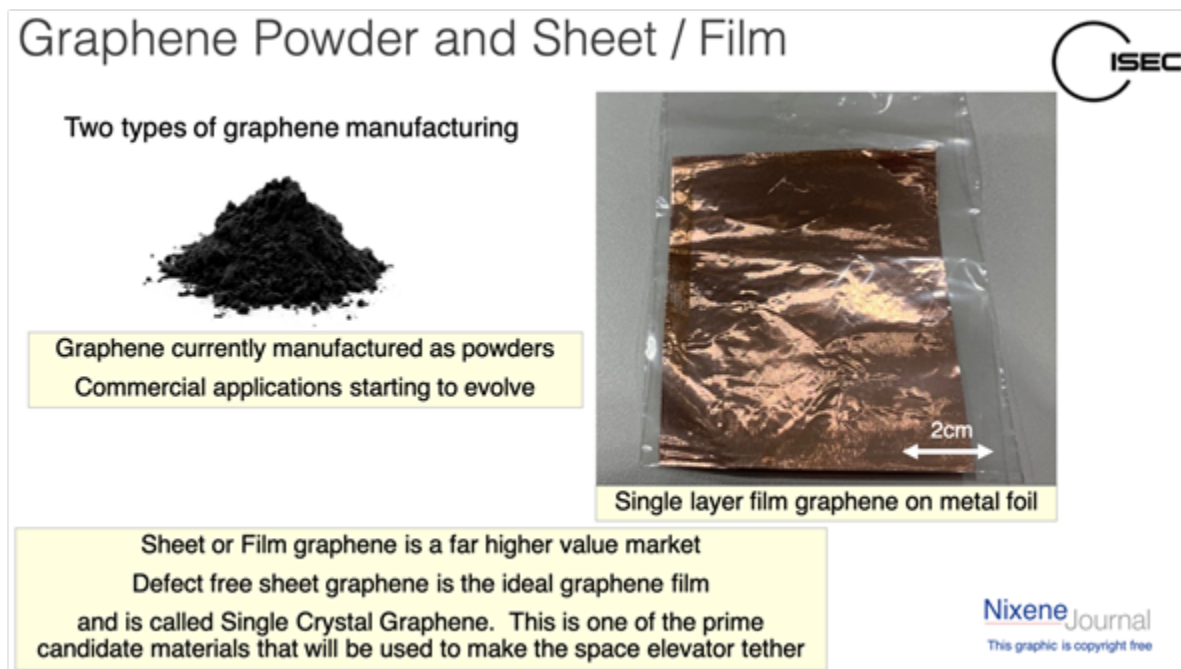 Graphene Powder and Sheet / Film
ISEC
Two types of graphene manufacturing
Graphene currently manufactured as powders
Commercial applications starting to evolve
2cm
Single layer film graphene on metal foil
Sheet or Film graphene is a far higher value market
Defect free sheet graphene is the ideal graphene film
and is called Single Crystal Graphene. This is one of the prime
candidate materials that will be used to make the space elevator tether
Nixene Journal
This graphic is copyright free